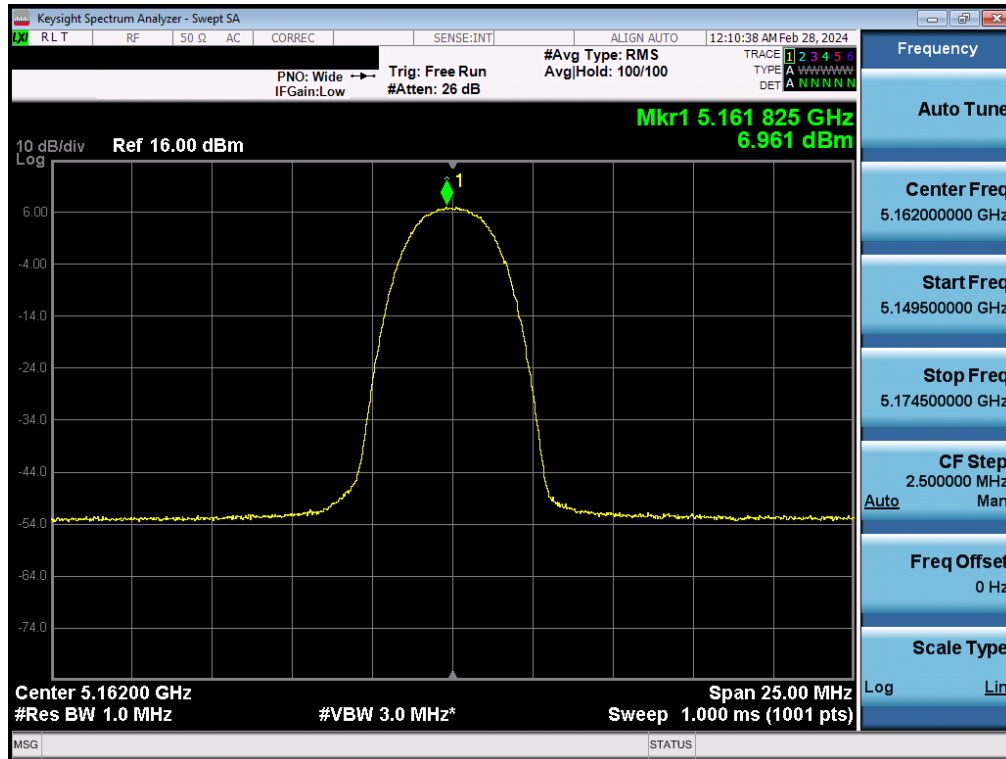 Keysight Spectrum Analyzer - Swept SA
LXI RLT RF 50 Ω AC CORREC SENSE:INT ALIGN AUTO 12:10:38 AM Feb 28, 2024
PNO: Wide
IFGain:Low
Trig: Free Run
#Atten: 26 dB
#Avg Type: RMS
Avg|Hold: 100/100
TRACE 1 2 3 4 5 6
TYPE A WWWWW
DET A N N N N N
Mkr1 5.161 825 GHz
6.961 dBm
10 dB/div
Log
Ref 16.00 dBm
1
6.00
-4.00
-14.0
-24.0
-34.0
-44.0
-54.0
-64.0
-74.0
Center 5.16200 GHz
#Res BW 1.0 MHz
#VBW 3.0 MHz*
Span 25.00 MHz
Sweep 1.000 ms (1001 pts)
MSG
STATUS
Frequency
Auto Tune
Center Freq
5.162000000 GHz
Start Freq
5.149500000 GHz
Stop Freq
5.174500000 GHz
CF Step
2.500000 MHz
Auto Man
Freq Offset
0 Hz
Scale Type
Log Lin